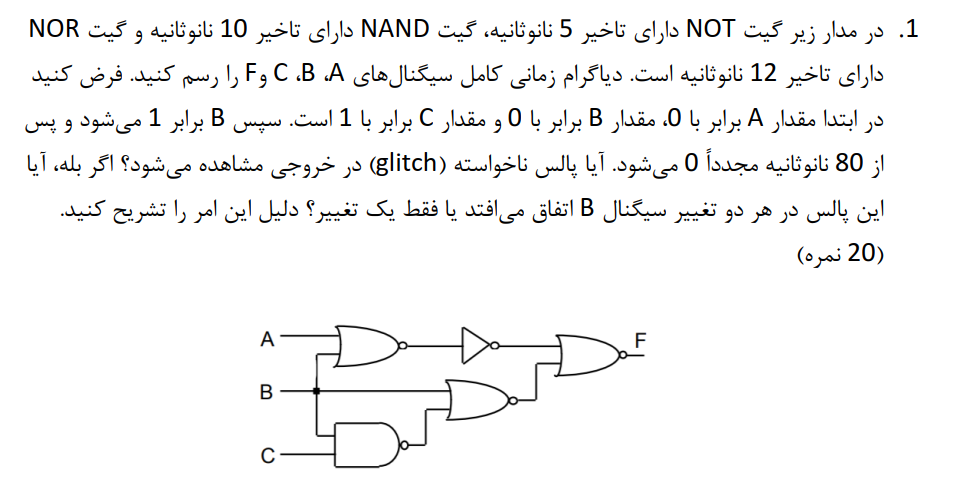 1. در مدار زیر گیت NOT دارای تاخیر 5 نانوثانیه، گیت NAND دارای تاخیر 10 نانوثانیه و گیت NOR
دارای تاخیر 12 نانوثانیه است. دیاگرام زمانی کامل سیگنال‌های A، B، C و F را رسم کنید. فرض کنید
در ابتدا مقدار A برابر با 0، مقدار B برابر با 0 و مقدار C برابر با 1 است. سپس B برابر 1 می‌شود و پس
از 80 نانوثانیه مجدداً 0 می‌شود. آیا پالس ناخواسته (glitch) در خروجی مشاهده می‌شود؟ اگر بله، آیا
این پالس در هر دو تغییر سیگنال B اتفاق می‌افتد یا فقط یک تغییر؟ دلیل این امر را تشریح کنید.
(20 نمره)
A
F
B
C